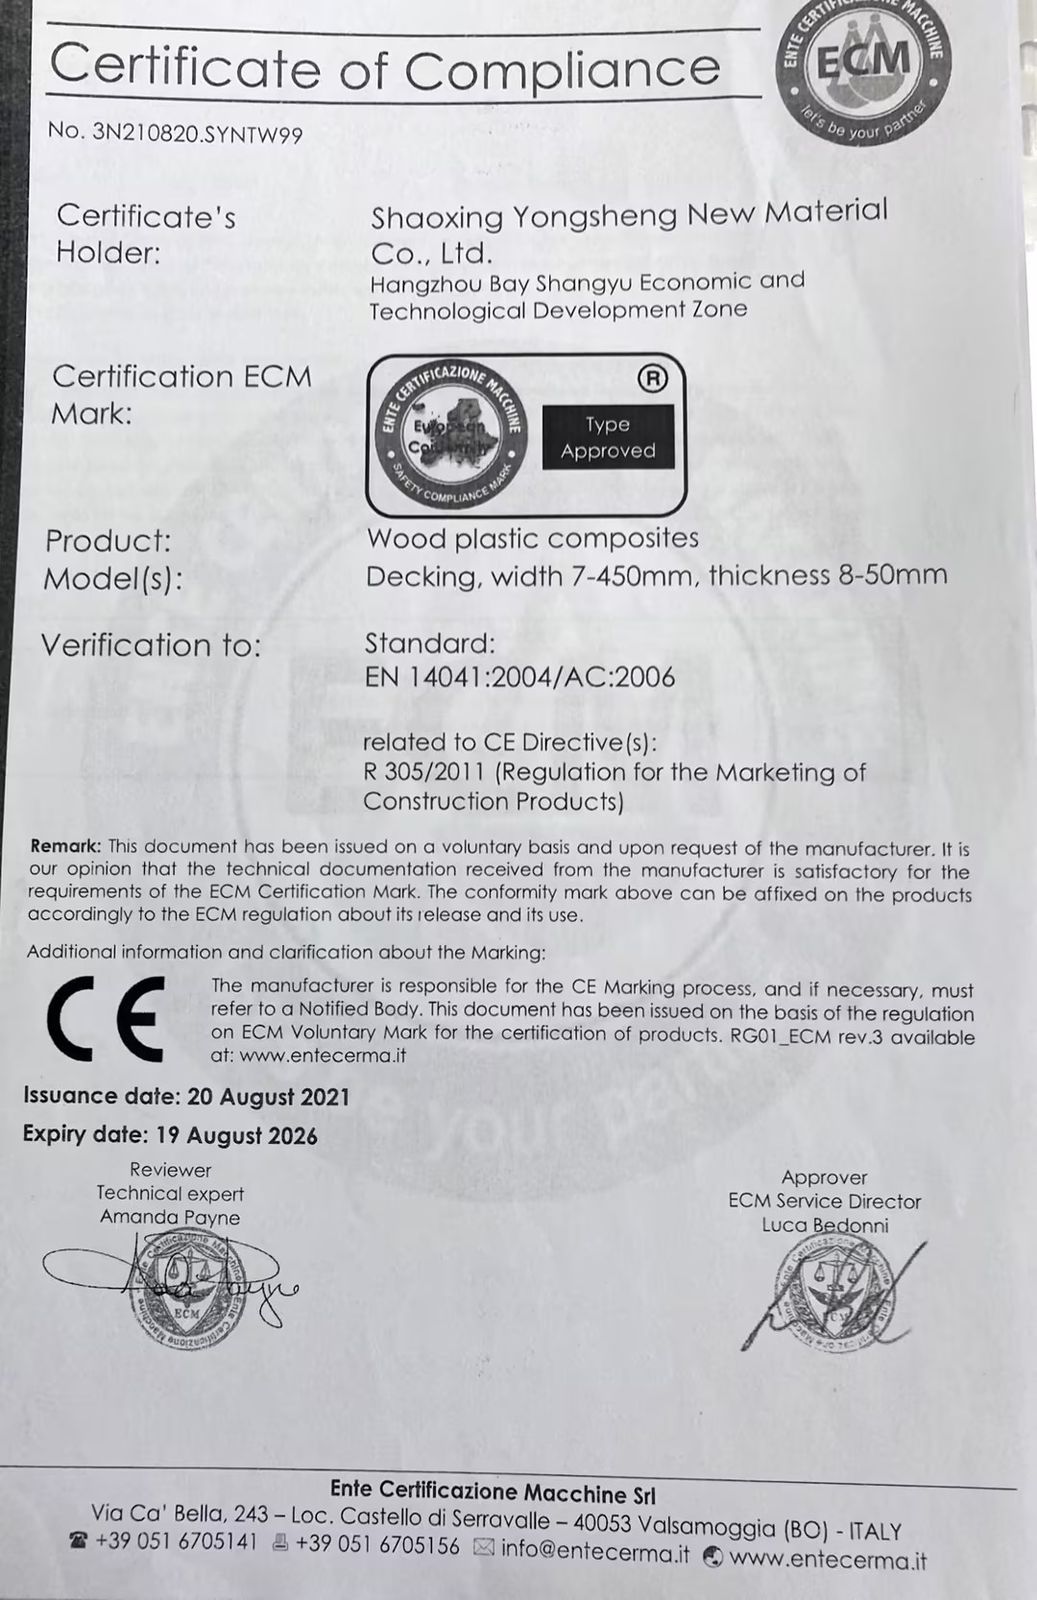 Certificate of Compliance
ENTE CERTIFICAZIONE MACCHINE
ECM
let's be your partner
No. 3N210820.SYNTW99
Certificate's
Holder:
Shaoxing Yongsheng New Material
Co., Ltd.
Hangzhou Bay Shangyu Economic and
Technological Development Zone
Certification ECM
Mark:
ENTE CERTIFICAZIONE MACCHINE
European
SAFETY COMPLIANCE MARK
®
Type
Approved
Product: Wood plastic composites
Model(s): Decking, width 7-450mm, thickness 8-50mm
Verification to: Standard:
EN 14041:2004/AC:2006
related to CE Directive(s):
R 305/2011 (Regulation for the Marketing of
Construction Products)
Remark: This document has been issued on a voluntary basis and upon request of the manufacturer. It is
our opinion that the technical documentation received from the manufacturer is satisfactory for the
requirements of the ECM Certification Mark. The conformity mark above can be affixed on the products
accordingly to the ECM regulation about its release and its use.
Additional information and clarification about the Marking:
CE
The manufacturer is responsible for the CE Marking process, and if necessary, must
refer to a Notified Body. This document has been issued on the basis of the regulation
on ECM Voluntary Mark for the certification of products. RG01_ECM rev.3 available
at: www.entecerma.it
Issuance date: 20 August 2021
Expiry date: 19 August 2026
Reviewer
Technical expert
Amanda Payne
Approver
ECM Service Director
Luca Bedonni
Ente Certificazione Macchine
ECM
Ente Certificazione Macchine Srl
Via Ca' Bella, 243 – Loc. Castello di Serravalle – 40053 Valsamoggia (BO) - ITALY
+39 051 6705141 +39 051 6705156 info@entecerma.it www.entecerma.it